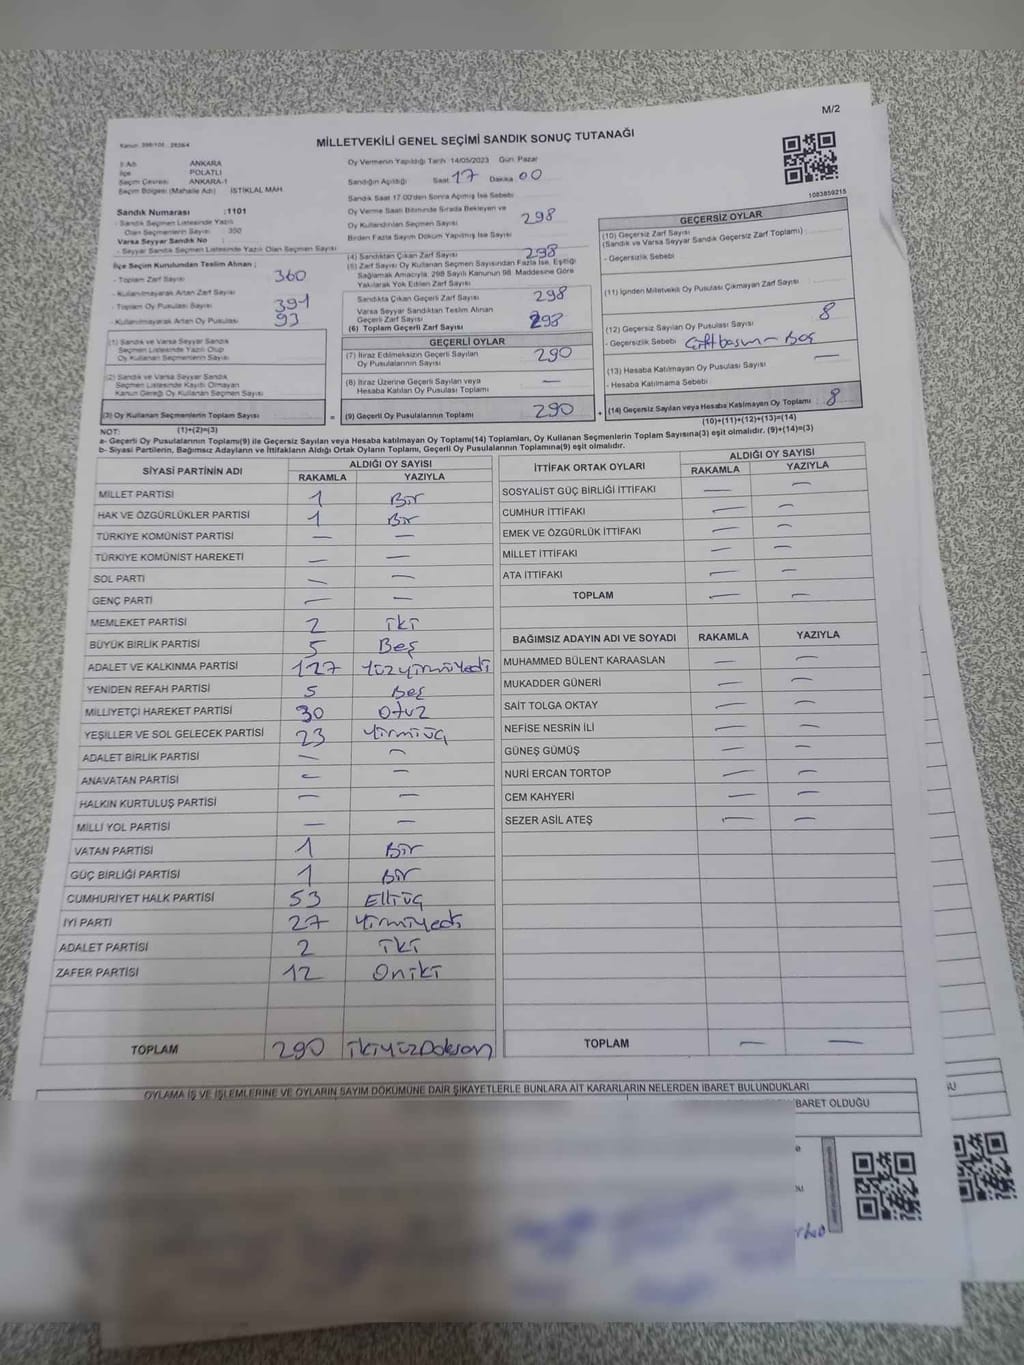 M/2
MİLLETVEKİLİ GENEL SEÇİMİ SANDIK SONUÇ TUTANAĞI
İl Adı ANKARA
İlçe POLATLI
Seçim Çevresi ANKARA-1
Seçim Bölgesi (Mahalle Adı) İSTİKLAL MAH
Sandık Numarası :1101
- Sandık Seçmen Listesinde Yazılı
Olan Seçmenlerin Sayısı 350
Varsa Seyyar Sandık No
- Seyyar Sandık Seçmen Listesinde Yazılı Olan Seçmen Sayısı
İlçe Seçim Kurulundan Teslim Alınan ;
- Toplam Zarf Sayısı 360
- Kullanılmayarak Artan Zarf Sayısı
- Toplam Oy Pusulası Sayısı 391
- Kullanılmayarak Artan Oy Pusulası 93
(1) Sandık ve Varsa Seyyar Sandık
Seçmen Listesinde Yazılı Olup
Oy Kullanan Seçmenlerin Sayısı
(2) Sandık ve Varsa Seyyar Sandık
Seçmen Listesinde Kayıtlı Olmayan
Kanun Gereği Oy Kullanan Seçmen Sayısı
(3) Oy Kullanan Seçmenlerin Toplam Sayısı
Oy Vermenin Yapıldığı Tarih 14/05/2023 Gün: Pazar
Sandığın Açıldığı Saat 17 Dakika 00
Sandık Saat 17.00'den Sonra Açılmış İse Sebebi
Oy Verme Saati Bitiminde Sırada Bekleyen ve
Oy Kullandırılan Seçmen Sayısı 298
Birden Fazla Sayım Döküm Yapılmış İse Sayısı
(4) Sandıktan Çıkan Zarf Sayısı 298
(5) Zarf Sayısı Oy Kullanan Seçmen Sayısından Fazla İse, Eşitliği
Sağlamak Amacıyla, 298 Sayılı Kanunun 98. Maddesine Göre
Yakılarak Yok Edilen Zarf Sayısı
Sandıkta Çıkan Geçerli Zarf Sayısı 298
Varsa Seyyar Sandıktan Teslim Alınan
Geçerli Zarf Sayısı
(6) Toplam Geçerli Zarf Sayısı 298
GEÇERLİ OYLAR
(7) İtiraz Edilmeksizin Geçerli Sayılan
Oy Pusulalarının Sayısı 290
(8) İtiraz Üzerine Geçerli Sayılan veya
Hesaba Katılan Oy Pusulası Toplamı —
= (9) Geçerli Oy Pusulalarının Toplamı 290 +
1083859215
GEÇERSİZ OYLAR
(10) Geçersiz Zarf Sayısı
(Sandık ve Varsa Seyyar Sandık Geçersiz Zarf Toplamı)
- Geçersizlik Sebebi
(11) İçinden Milletvekili Oy Pusulası Çıkmayan Zarf Sayısı
(12) Geçersiz Sayılan Oy Pusulası Sayısı 8
- Geçersizlik Sebebi Çift basım - Boş
(13) Hesaba Katılmayan Oy Pusulası Sayısı —
- Hesaba Katılmama Sebebi
(14) Geçersiz Sayılan veya Hesaba Katılmayan Oy Toplamı 8
NOT: (1)+(2)=(3) (10)+(11)+(12)+(13)=(14)
a- Geçerli Oy Pusulalarının Toplamı(9) ile Geçersiz Sayılan veya Hesaba katılmayan Oy Toplamı(14) Toplamları, Oy Kullanan Seçmenlerin Toplam Sayısına(3) eşit olmalıdır. (9)+(14)=(3)
b- Siyasi Partilerin, Bağımsız Adayların ve İttifakların Aldığı Ortak Oyların Toplamı, Geçerli Oy Pusulalarının Toplamına(9) eşit olmalıdır.
SİYASİ PARTİNİN ADI ALDIĞI OY SAYISI
RAKAMLA YAZIYLA
MİLLET PARTİSİ 1 Bir
HAK VE ÖZGÜRLÜKLER PARTİSİ 1 Bir
TÜRKİYE KOMÜNİST PARTİSİ — —
TÜRKİYE KOMÜNİST HAREKETİ — —
SOL PARTİ — —
GENÇ PARTİ — —
MEMLEKET PARTİSİ 2 iki
BÜYÜK BİRLİK PARTİSİ 5 Beş
ADALET VE KALKINMA PARTİSİ 127 Yüzyirmiyedi
YENİDEN REFAH PARTİSİ 5 Beş
MİLLİYETÇİ HAREKET PARTİSİ 30 Otuz
YEŞİLLER VE SOL GELECEK PARTİSİ 23 Yirmiüç
ADALET BİRLİK PARTİSİ — —
ANAVATAN PARTİSİ — —
HALKIN KURTULUŞ PARTİSİ — —
MİLLİ YOL PARTİSİ — —
VATAN PARTİSİ 1 Bir
GÜÇ BİRLİĞİ PARTİSİ 1 Bir
CUMHURİYET HALK PARTİSİ 53 Elliüç
İYİ PARTİ 27 Yirmiyedi
ADALET PARTİSİ 2 iki
ZAFER PARTİSİ 12 Oniki
TOPLAM 290 ikiyüzDoksan
İTTİFAK ORTAK OYLARI ALDIĞI OY SAYISI
RAKAMLA YAZIYLA
SOSYALİST GÜÇ BİRLİĞİ İTTİFAKI — —
CUMHUR İTTİFAKI — —
EMEK VE ÖZGÜRLÜK İTTİFAKI — —
MİLLET İTTİFAKI — —
ATA İTTİFAKI — —
TOPLAM — —
BAĞIMSIZ ADAYIN ADI VE SOYADI RAKAMLA YAZIYLA
MUHAMMED BÜLENT KARAASLAN — —
MUKADDER GÜNERİ — —
SAİT TOLGA OKTAY — —
NEFİSE NESRİN İLİ — —
GÜNEŞ GÜMÜŞ — —
NURİ ERCAN TORTOP — —
CEM KAHYERİ — —
SEZER ASİL ATEŞ — —
TOPLAM — —
OYLAMA İŞ VE İŞLEMLERİNE VE OYLARIN SAYIM DÖKÜMÜNE DAİR ŞİKAYETLERLE BUNLARA AİT KARARLARIN NELERDEN İBARET BULUNDUKLARI
İBARET OLDUĞU